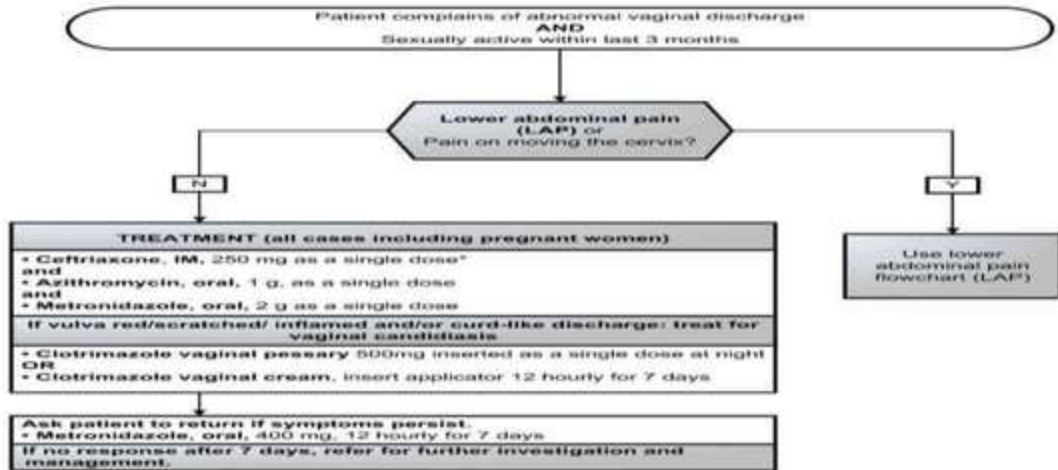 Patient complains of abnormal vaginal discharge
AND
Sexually active within last 3 months
Lower abdominal pain
(LAP) or
Pain on moving the cervix?
N
Y
TREATMENT (all cases including pregnant women)
• Ceftriaxone, IM, 250 mg as a single dose*
and
• Azithromycin, oral, 1 g, as a single dose
and
• Metronidazole, oral, 2 g as a single dose
If vulva red/scratched/ inflamed and/or curd-like discharge: treat for
vaginal candidiasis
• Clotrimazole vaginal pessary 500mg inserted as a single dose at night
OR
• Clotrimazole vaginal cream, insert applicator 12 hourly for 7 days
Use lower
abdominal pain
flowchart (LAP)
Ask patient to return if symptoms persist.
• Metronidazole, oral, 400 mg, 12 hourly for 7 days
If no response after 7 days, refer for further investigation and
management.